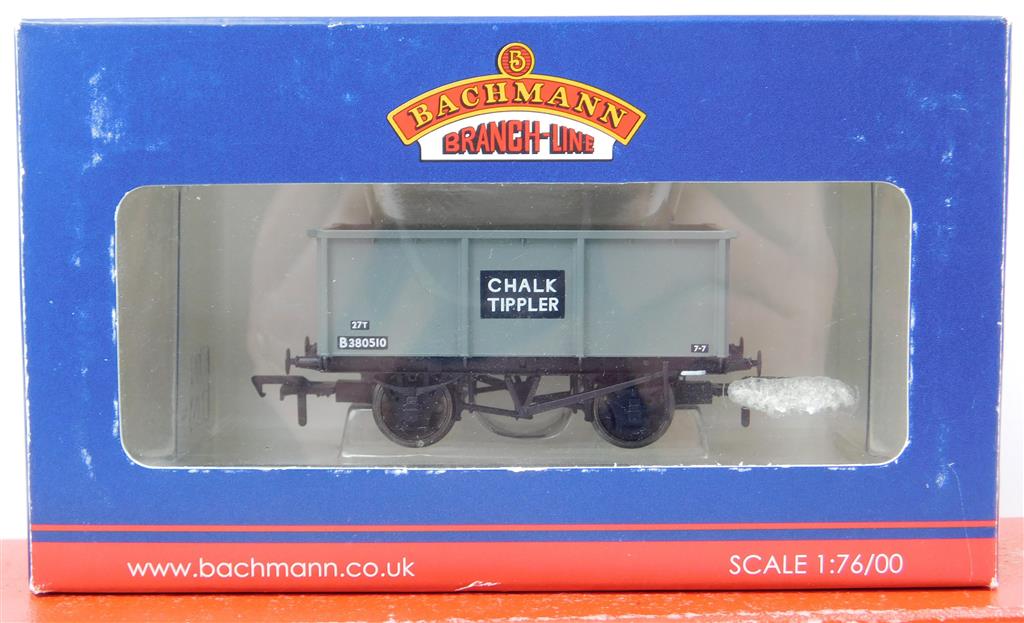 B
BACHMANN
BRANCH-LINE
CHALK
TIPPLER
27T
B380510
7-7
www.bachmann.co.uk
SCALE 1:76/00